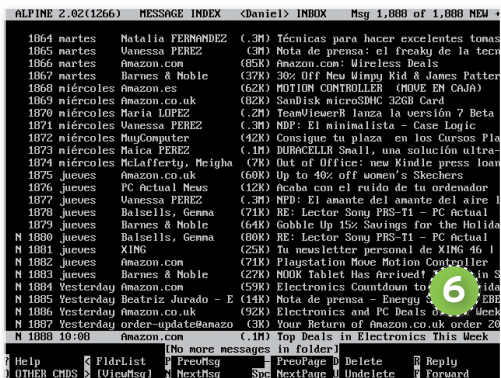 ALPINE 2.02(1266) MESSAGE INDEX <Daniel> INBOX Msg 1,888 of 1,888 NEW +
1864 martes Natalia FERNANDEZ (.3M) Técnicas para hacer excelentes tomas
1865 martes Vanessa PEREZ (3M) Nota de prensa: el freaky de la tecn
1866 martes Amazon.com (85K) Amazon.com: Wireless Deals
1867 martes Barnes & Noble (37K) 30% Off New Wimpy Kid & James Patter
1868 miércoles Amazon.es (62K) MOTION CONTROLLER (MOVE EN CAJA)
1869 miércoles Amazon.co.uk (82K) SanDisk microSDHC 32GB Card
1870 miércoles Maria LOPEZ (.2M) TeamViewerR lanza la versión 7 Beta
1871 miércoles Vanessa PEREZ (.3M) NDP: El minimalista - Case Logic
1872 miércoles MuyComputer (42K) Consigue tu plaza en los Cursos Pla
1873 miércoles Maica PEREZ (.1M) DURACELLR Small, una solución ultra-
1874 miércoles McLafferty, Meigha (7K) Out of Office: new Kindle press loan
1875 jueves Amazon.co.uk (60K) Up to 40% off women's Skechers
1876 jueves PC Actual News (12K) Acaba con el ruido de tu ordenador
1877 jueves Vanessa PEREZ (.3M) NPD: El amante del amante del aire l
1878 jueves Balsells, Gemma (71K) RE: Lector Sony PRS-T1 - PC Actual
1879 jueves Barnes & Noble (64K) Gobble Up 15% Savings for the Holida
N 1880 jueves Balsells, Gemma (80K) RE: Lector Sony PRS-T1 - PC Actual
N 1881 jueves XING (25K) Tu newsletter personal de XING 46 |
N 1882 jueves Amazon.com (71K) Playstation Move Motion Controller
N 1883 jueves Barnes & Noble (27K) NOOK Tablet Has Arrived! in S
N 1884 Yesterday Amazon.com (59K) Electronics Countdown to
N 1885 Yesterday Beatriz Jurado - E (14K) Nota de prensa - Energy
N 1886 Yesterday Amazon.co.uk (92K) Electronics and PC Deals Week
N 1887 Yesterday order-update@amazo (3K) Your Return of Amazon.co.uk order 20
N 1888 10:08 Amazon.com (.1M) Top Deals in Electronics This Week
6
[No more messages in folder]
? Help < FldrList P PrevMsg - PrevPage D Delete R Reply
O OTHER CMDS > [ViewMsg] N NextMsg Spc NextPage U Undelete F Forward